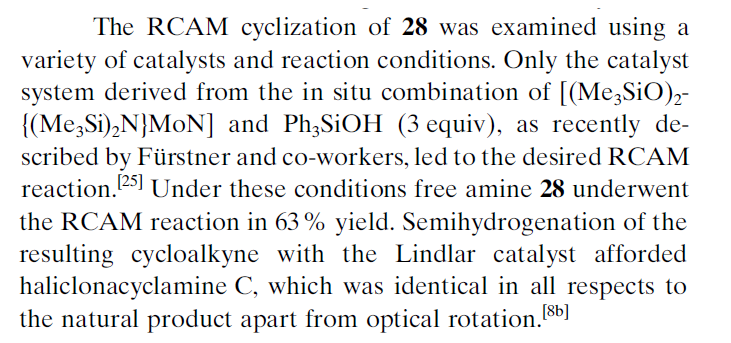 The RCAM cyclization of 28 was examined using a
variety of catalysts and reaction conditions. Only the catalyst
system derived from the in situ combination of [(Me₃SiO)₂-
{(Me₃Si)₂N}MoN] and Ph₃SiOH (3 equiv), as recently de-
scribed by Fürstner and co-workers, led to the desired RCAM
reaction.[25] Under these conditions free amine 28 underwent
the RCAM reaction in 63 % yield. Semihydrogenation of the
resulting cycloalkyne with the Lindlar catalyst afforded
haliclonacyclamine C, which was identical in all respects to
the natural product apart from optical rotation.[8b]